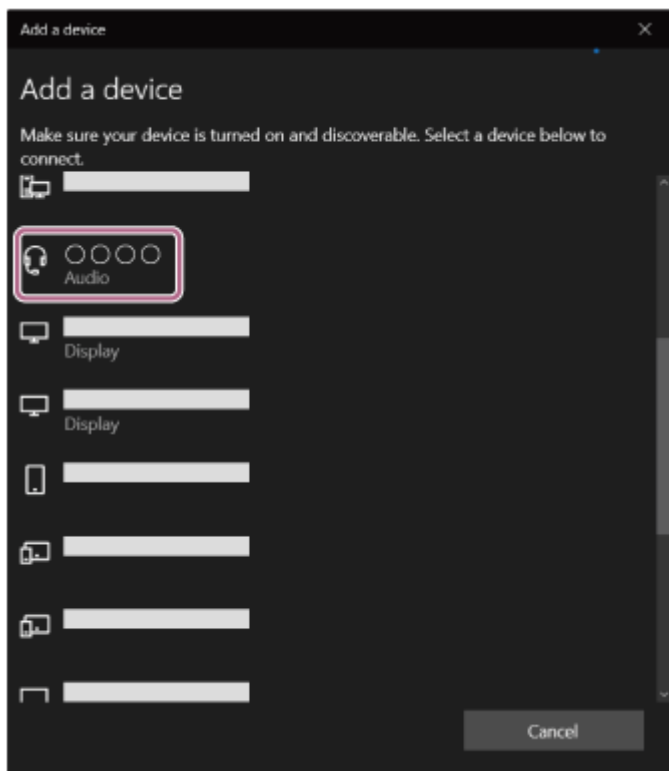 Add a device
Add a device
Make sure your device is turned on and discoverable. Select a device below to
connect.
○○○○
Audio
Display
Display
Cancel